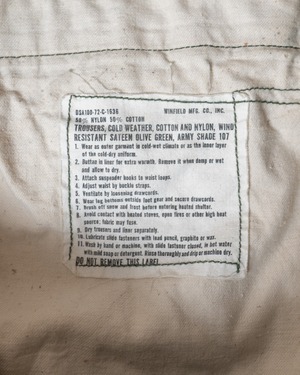 DSA100-72-C-1636 WINFIELD MFG. CO., INC.
50% NYLON 50% COTTON
TROUSERS, COLD WEATHER, COTTON AND NYLON, WIND
RESISTANT SATEEN OLIVE GREEN, ARMY SHADE 107
1. Wear as outer garment in cold-wet climate or as the inner layer
of the cold-dry uniform.
2. Button in liner for extra warmth. Remove it when damp or wet
and allow to dry.
3. Attach suspender hooks to waist loops.
4. Adjust waist by buckle straps.
5. Ventilate by loosening drawcords.
6. Wear leg bottoms outside foot gear and secure drawcords.
7. Brush off snow and frost before entering heated shelter.
8. Avoid contact with heated stoves, open fires or other high heat
source; fabric may fuse.
9. Dry trousers and liner separately.
10. Lubricate slide fasteners with lead pencil, graphite or wax.
11. Wash by hand or machine, with slide fastener closed, in hot water
with mild soap or detergent. Rinse thoroughly and drip or machine dry.
DO NOT REMOVE THIS LABEL